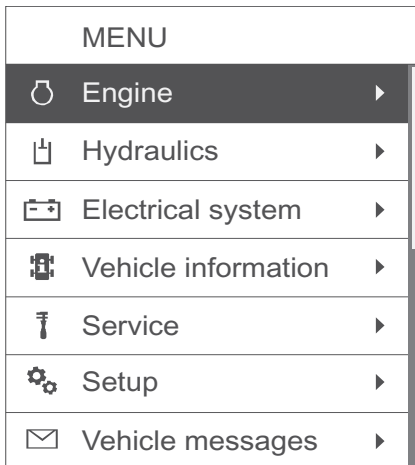 MENU
Engine
Hydraulics
Electrical system
Vehicle information
Service
Setup
Vehicle messages